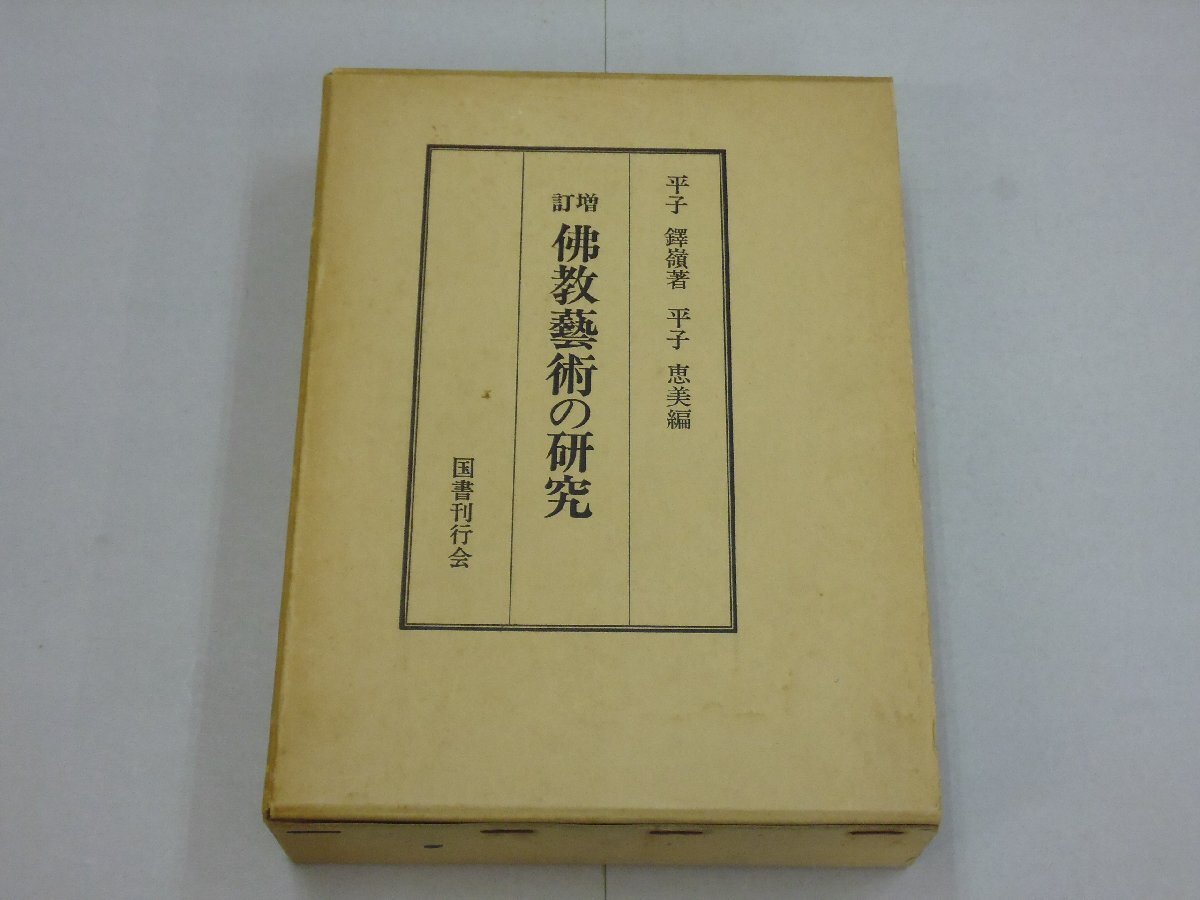 平子 鐸嶺著 平子 恵美編
増訂 佛教藝術の研究
国書刊行会